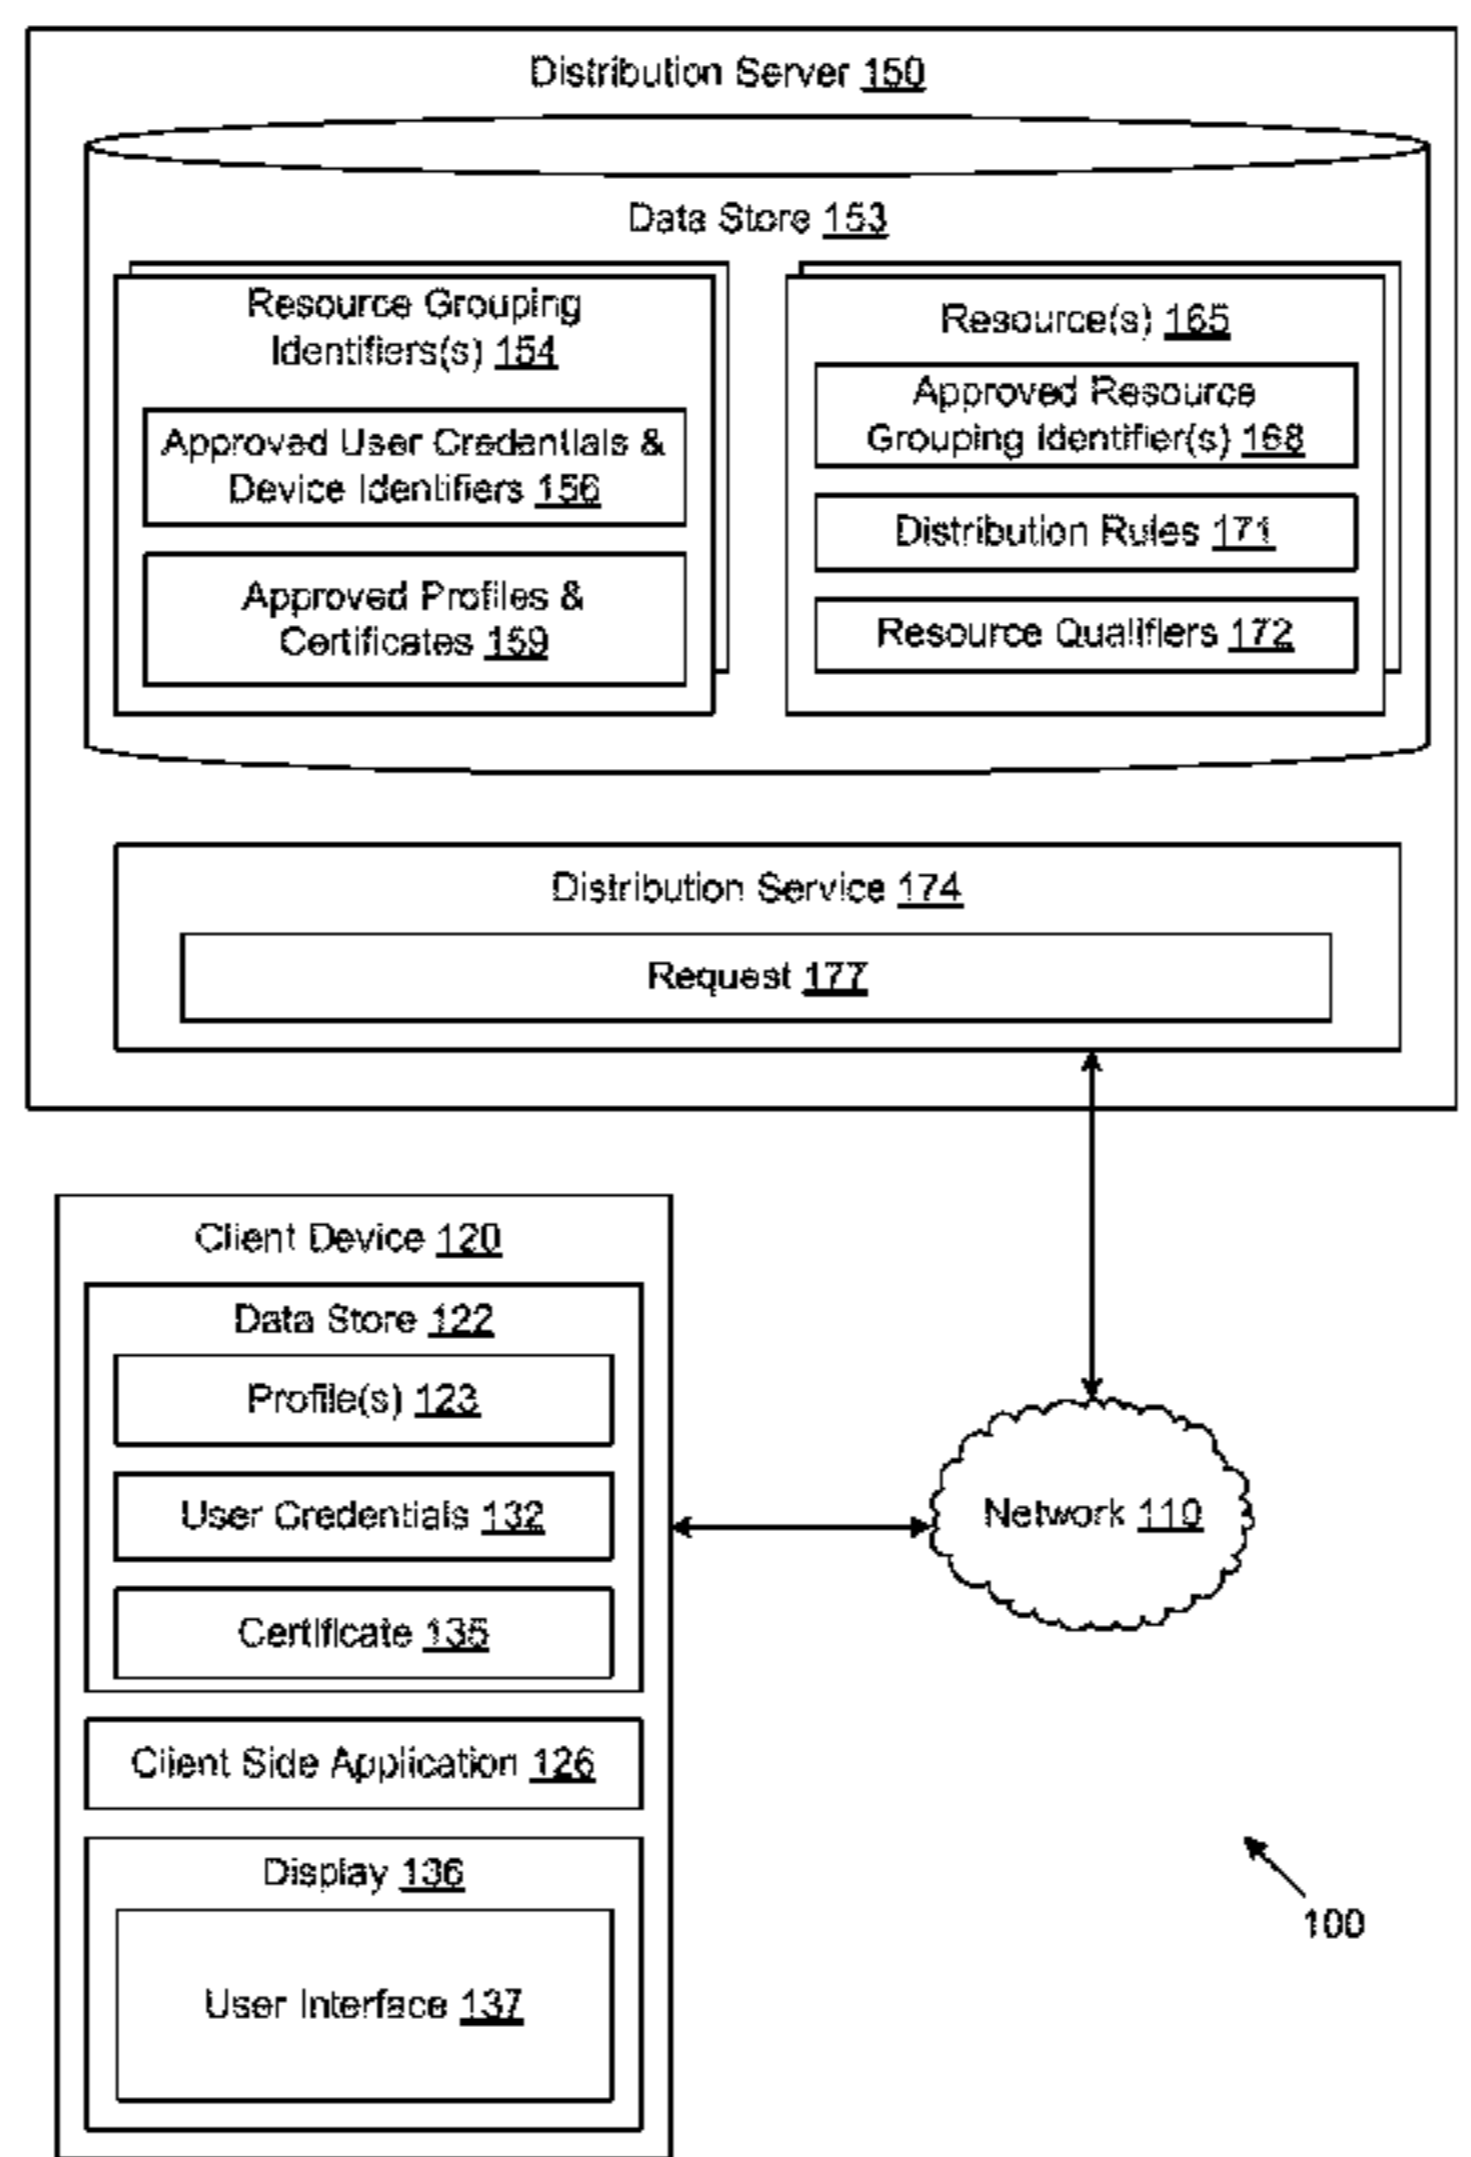 Distribution Server 150
Data Store 153
Resource Grouping
Identifiers(s) 154
Approved User Credentials &
Device Identifiers 156
Approved Profiles &
Certificates 159
Resource(s) 165
Approved Resource
Grouping Identifier(s) 168
Distribution Rules 171
Resource Qualifiers 172
Distribution Service 174
Request 177
Client Device 120
Data Store 122
Profile(s) 123
User Credentials 132
Certificate 135
Client Side Application 126
Display 136
User Interface 137
Network 110
100